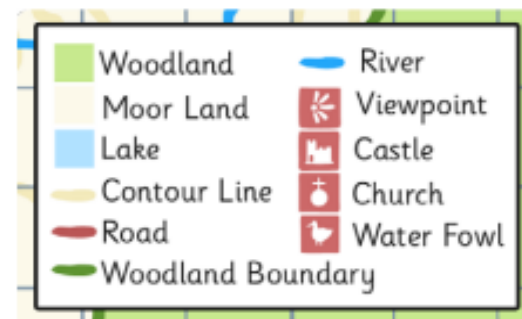 Woodland
Moor Land
Lake
Contour Line
Road
Woodland Boundary
River
Viewpoint
Castle
Church
Water Fowl